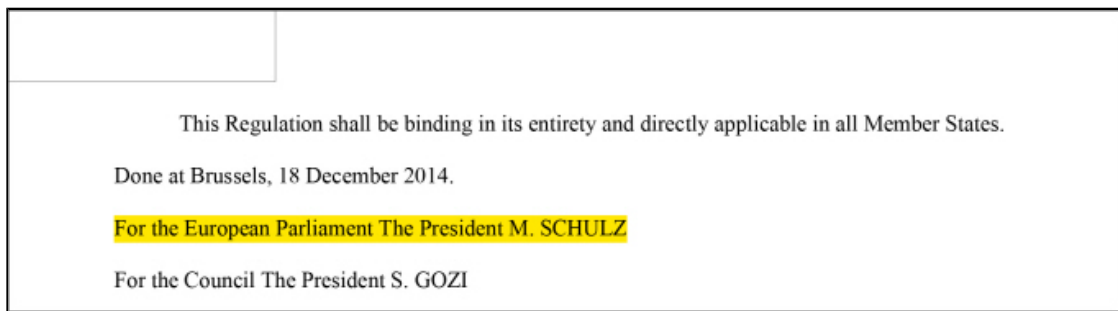 This Regulation shall be binding in its entirety and directly applicable in all Member States.
Done at Brussels, 18 December 2014.
For the European Parliament The President M. SCHULZ
For the Council The President S. GOZI